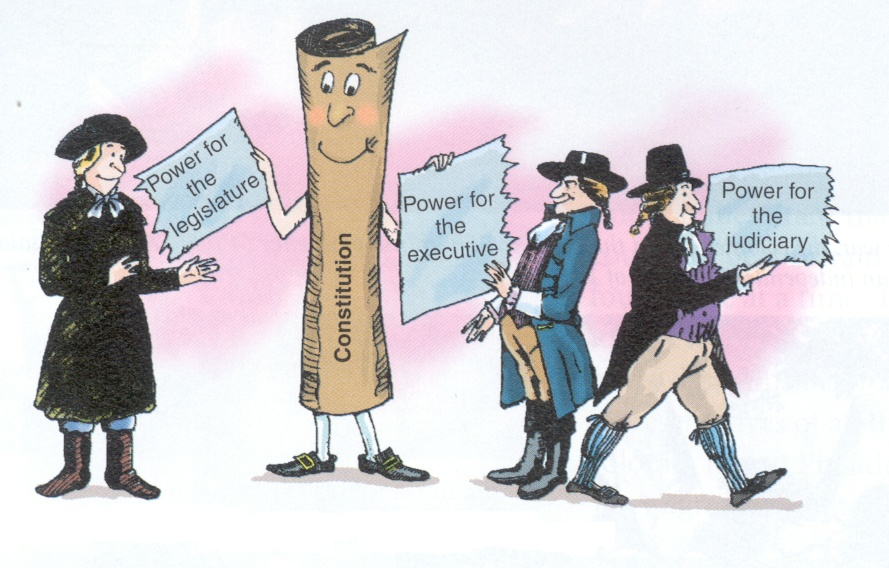 Power for
the
legislature
Constitution
Power for
the
executive
Power for
the
judiciary